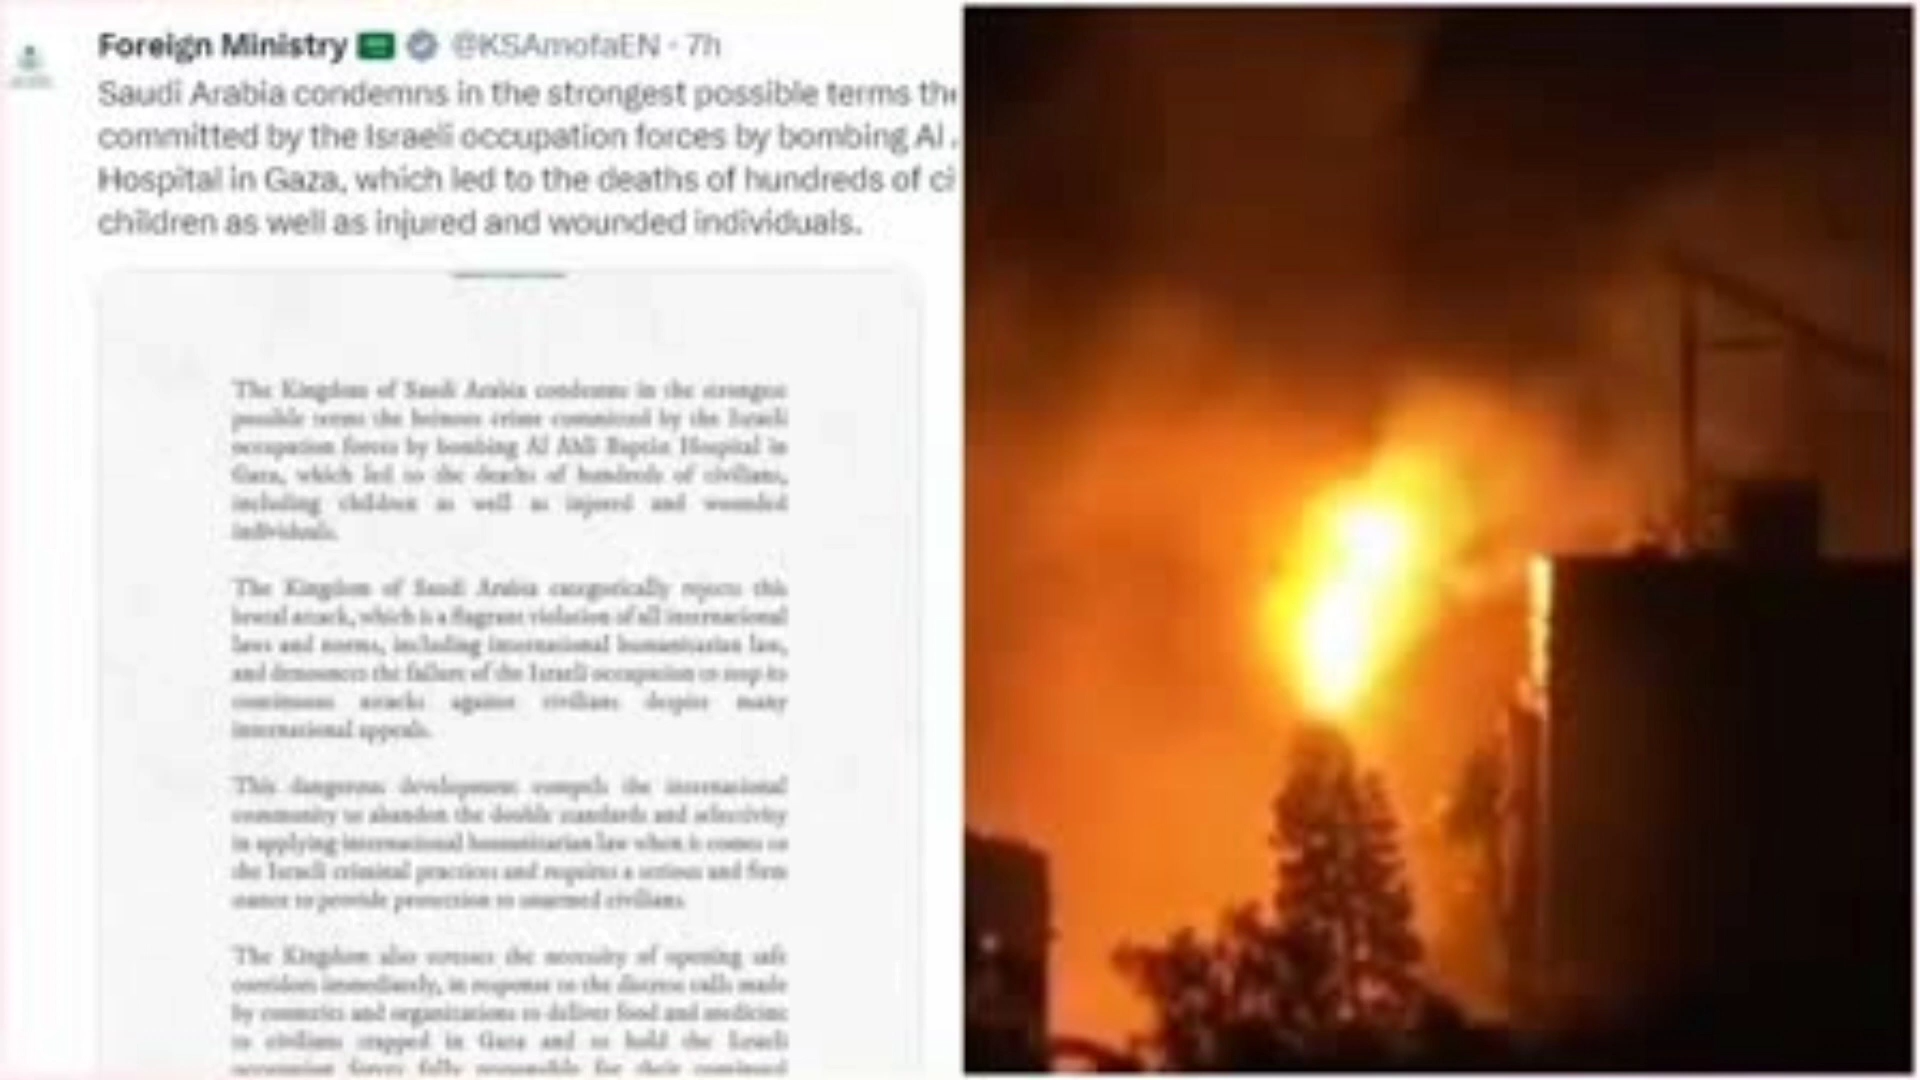 Foreign Ministry @KSAmofaEN · 7h
Saudi Arabia condemns in the strongest possible terms the
committed by the Israeli occupation forces by bombing Al
Hospital in Gaza, which led to the deaths of hundreds of ci
children as well as injured and wounded individuals.
The Kingdom of Saudi Arabia condemns in the strongest
possible terms the heinous crime committed by the Israeli
occupation forces by bombing Al Ahli Baptist Hospital in
Gaza, which led to the deaths of hundreds of civilians,
including children as well as injured and wounded
individuals.
The Kingdom of Saudi Arabia categorically rejects this
brutal attack, which is a flagrant violation of all international
laws and norms, including international humanitarian law,
and denounces the failure of the Israeli occupation to stop its
continuous attacks against civilians despite many
international appeals.
This dangerous development compels the international
community to abandon the double standards and selectivity
in applying international humanitarian law when it comes to
the Israeli criminal practices and requires a serious and firm
stance to provide protection to unarmed civilians.
The Kingdom also stresses the necessity of opening safe
corridors immediately, in response to the distress calls made
by countries and organizations to deliver food and medicine
to civilians trapped in Gaza and to hold the Israeli
occupation forces fully responsible for their continued